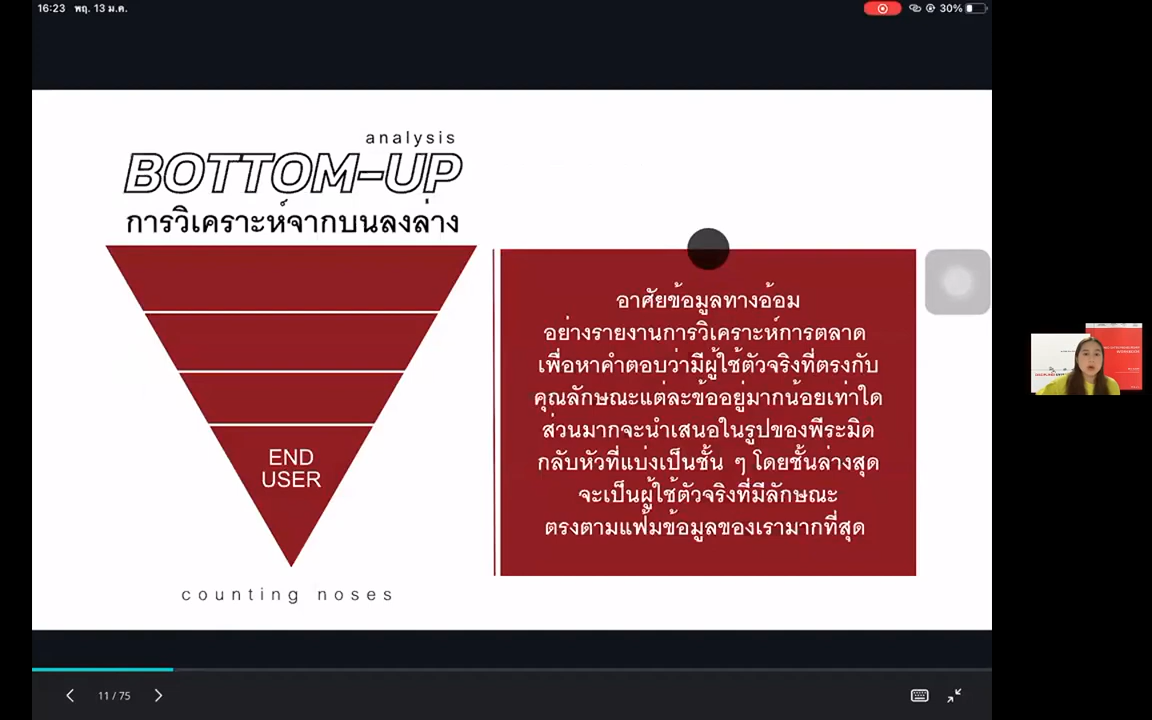 16:23 พฤ. 13 ม.ค.
30%
analysis
BOTTOM-UP
การวิเคราะห์จากบนลงล่าง
END
USER
counting noses
อาศัยข้อมูลทางอ้อม
อย่างรายงานการวิเคราะห์การตลาด
เพื่อหาคำตอบว่ามีผู้ใช้ตัวจริงที่ตรงกับ
คุณลักษณะแต่ละข้ออยู่มากน้อยเท่าใด
ส่วนมากจะนำเสนอในรูปของพีระมิด
กลับหัวที่แบ่งเป็นชั้น ๆ โดยชั้นล่างสุด
จะเป็นผู้ใช้ตัวจริงที่มีลักษณะ
ตรงตามแฟ้มข้อมูลของเรามากที่สุด
11 / 75